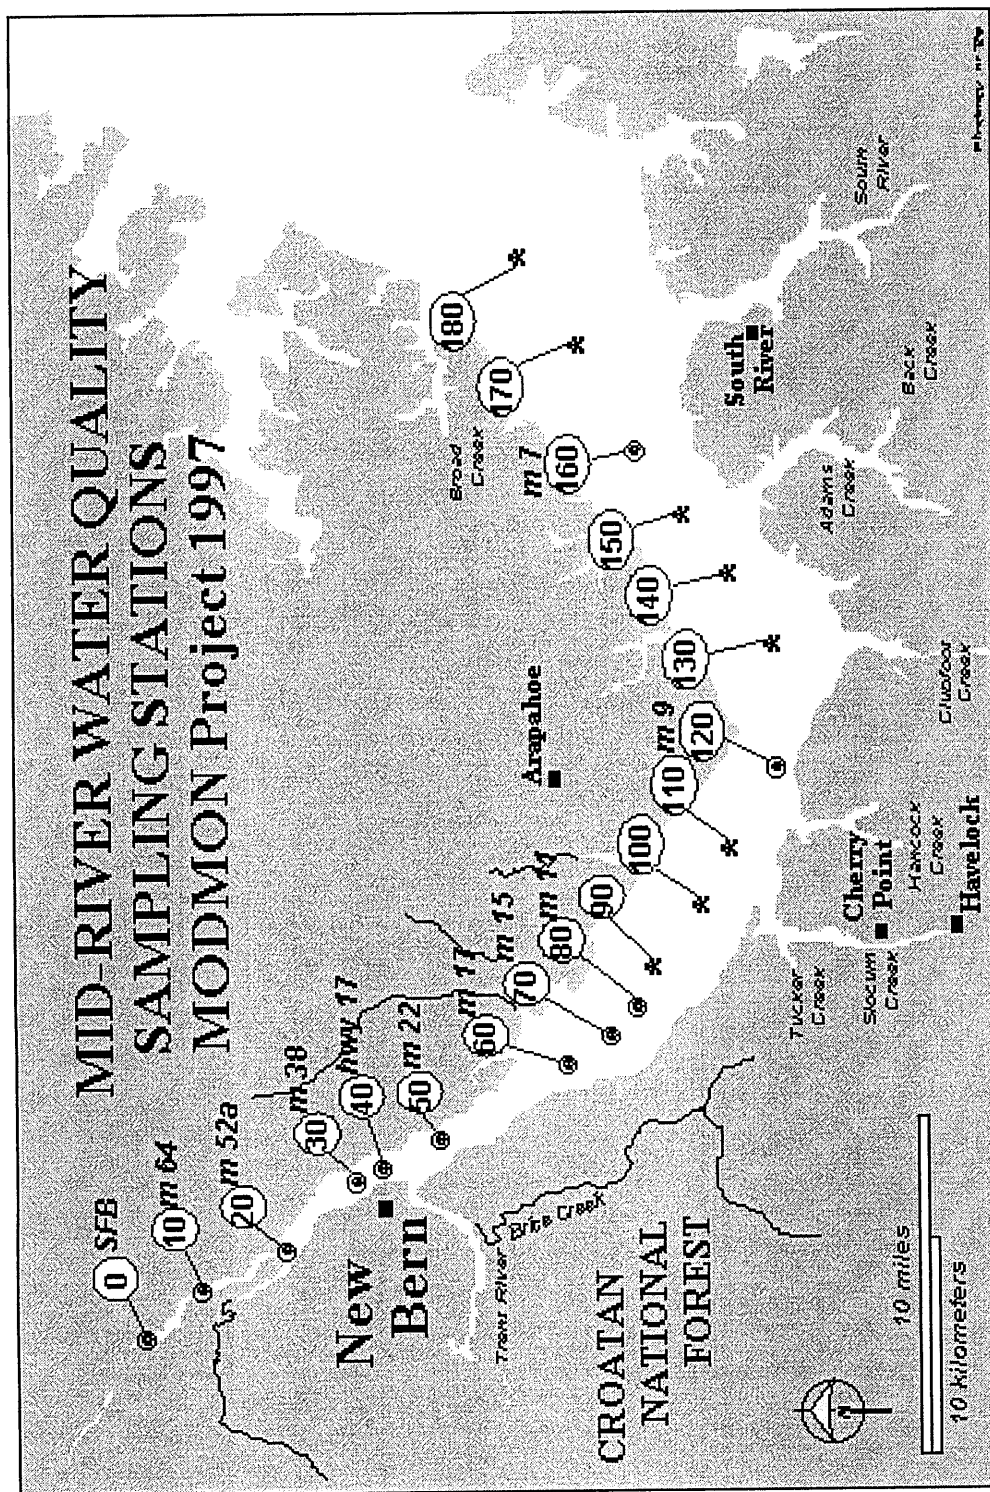 MID-RIVER WATER QUALITY
SAMPLING STATIONS
MODMON Project 1997
0 SFB
10 m 64
20 m 52a
30 m 38
40 hwy 17
50 m 22
60 m 17
70 m 15
80 m 11
90
100
110
120 m 9
130
140
150
160 m 7
170
180
New
Bern
Trent River
Brice Creek
CROATAN
NATIONAL
FOREST
Arapahoe
Broad
Creek
Cherry
Point
Havelock
Tucker
Creek
Slocum
Creek
Hancock
Creek
Clubfoot
Creek
Adams
Creek
Back
Creek
South
River
South
River
N
10 miles
10 kilometers